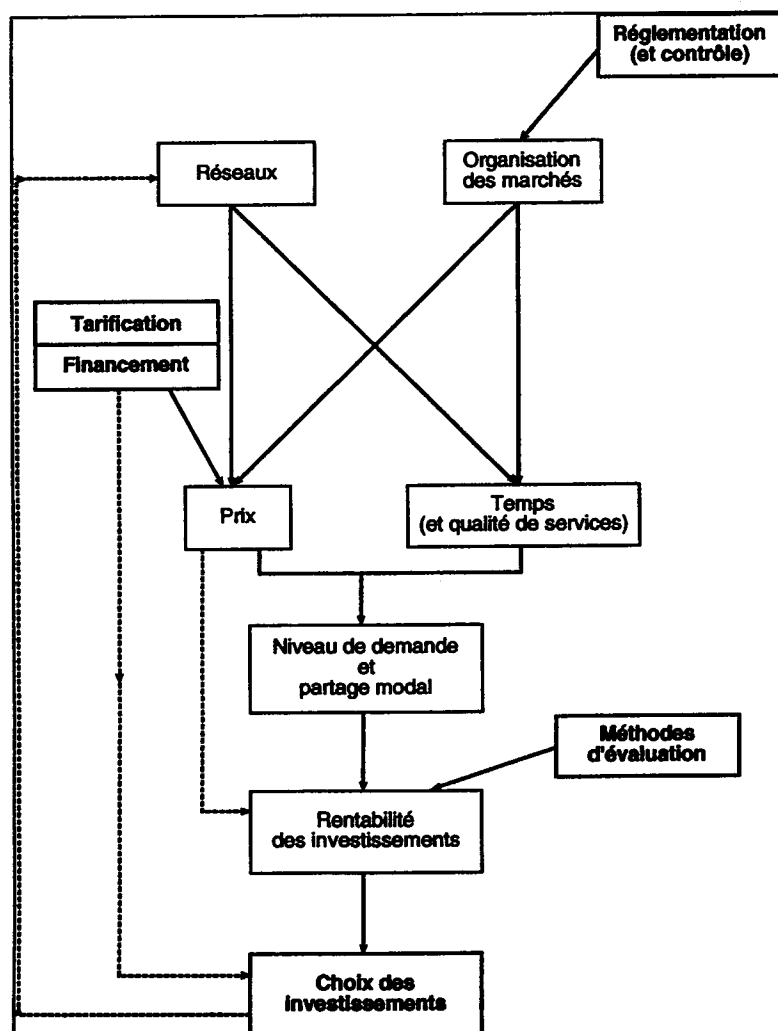 Réglementation
(et contrôle)
Réseaux
Organisation
des marchés
Tarification
Financement
Prix
Temps
(et qualité de services)
Niveau de demande
et
partage modal
Méthodes
d'évaluation
Rentabilité
des investissements
Choix des
investissements